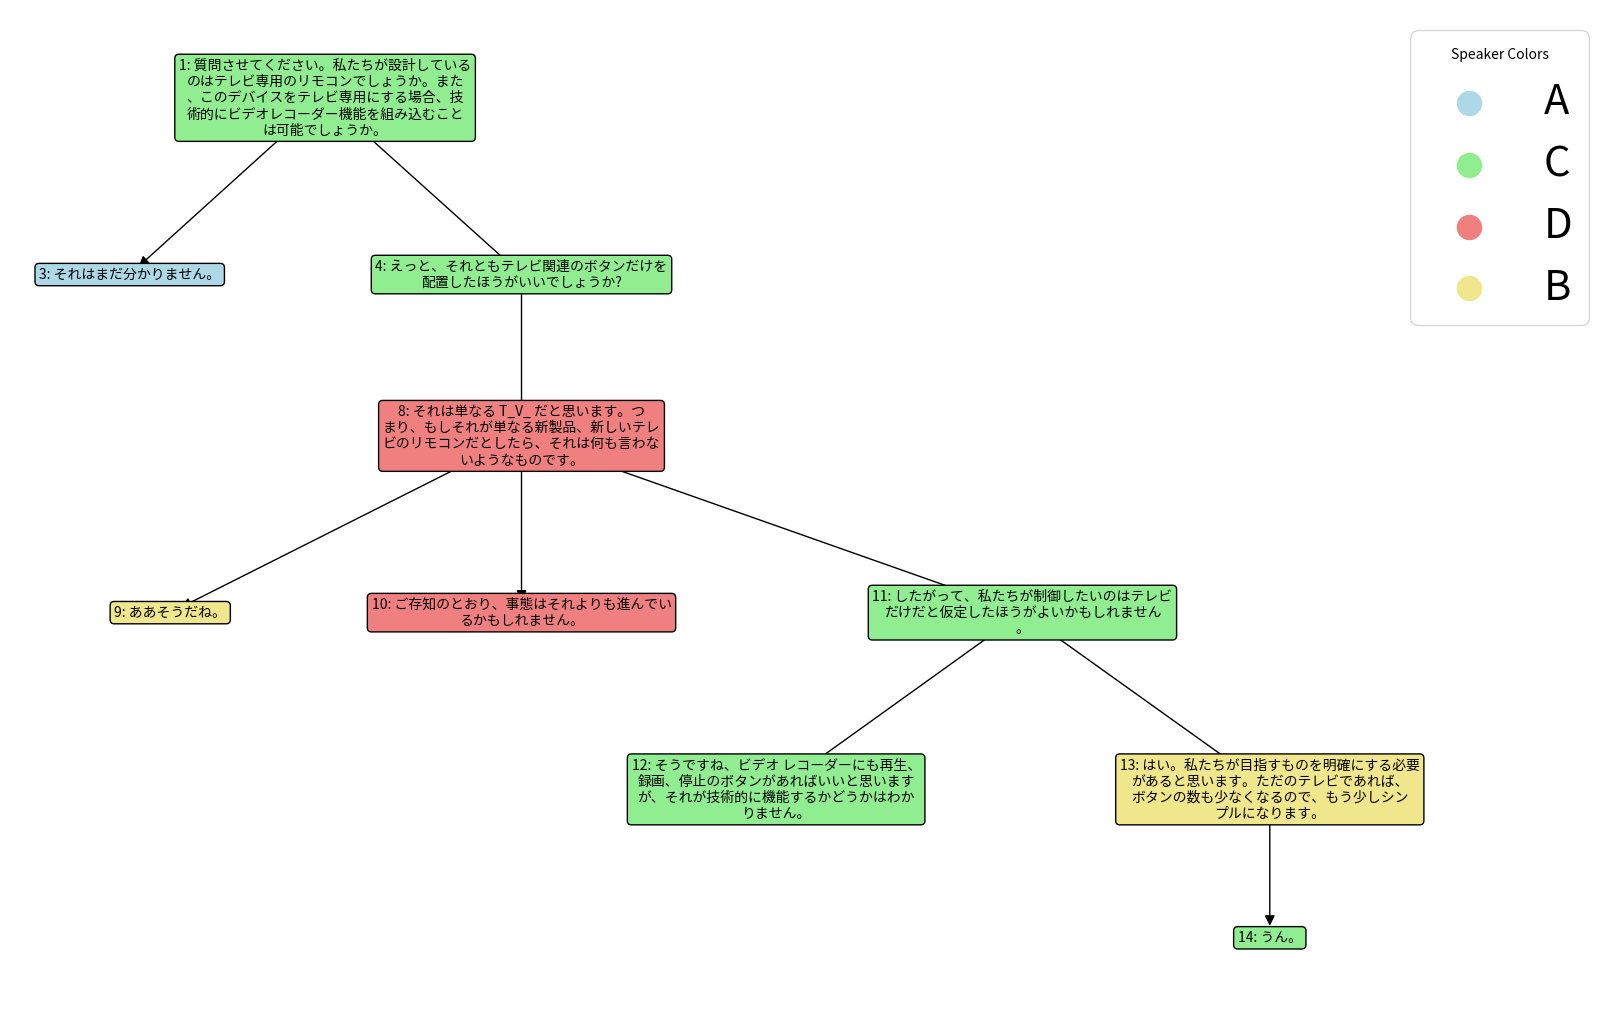 1: 質問させてください。私たちが設計している
のはテレビ専用のリモコンでしょうか。また
、このデバイスをテレビ専用にする場合、技
術的にビデオレコーダー機能を組み込むこと
は可能でしょうか。
Speaker Colors
A
C
D
B
3: それはまだ分かりません。
4: えっと、それともテレビ関連のボタンだけを
配置したほうがいいでしょうか?
8: それは単なる T_V_ だと思います。つ
まり、もしそれが単なる新製品、新しいテレ
ビのリモコンだとしたら、それは何も言わな
いようなものです。
9: ああそうだね。
10: ご存知のとおり、事態はそれよりも進んでい
るかもしれません。
11: したがって、私たちが制御したいのはテレビ
だけだと仮定したほうがよいかもしれません
。
12: そうですね、ビデオ レコーダーにも再生、
録画、停止のボタンがあればいいと思います
が、それが技術的に機能するかどうかはわか
りません。
13: はい。私たちが目指すものを明確にする必要
があると思います。ただのテレビであれば、
ボタンの数も少なくなるので、もう少しシン
プルになります。
14: うん。